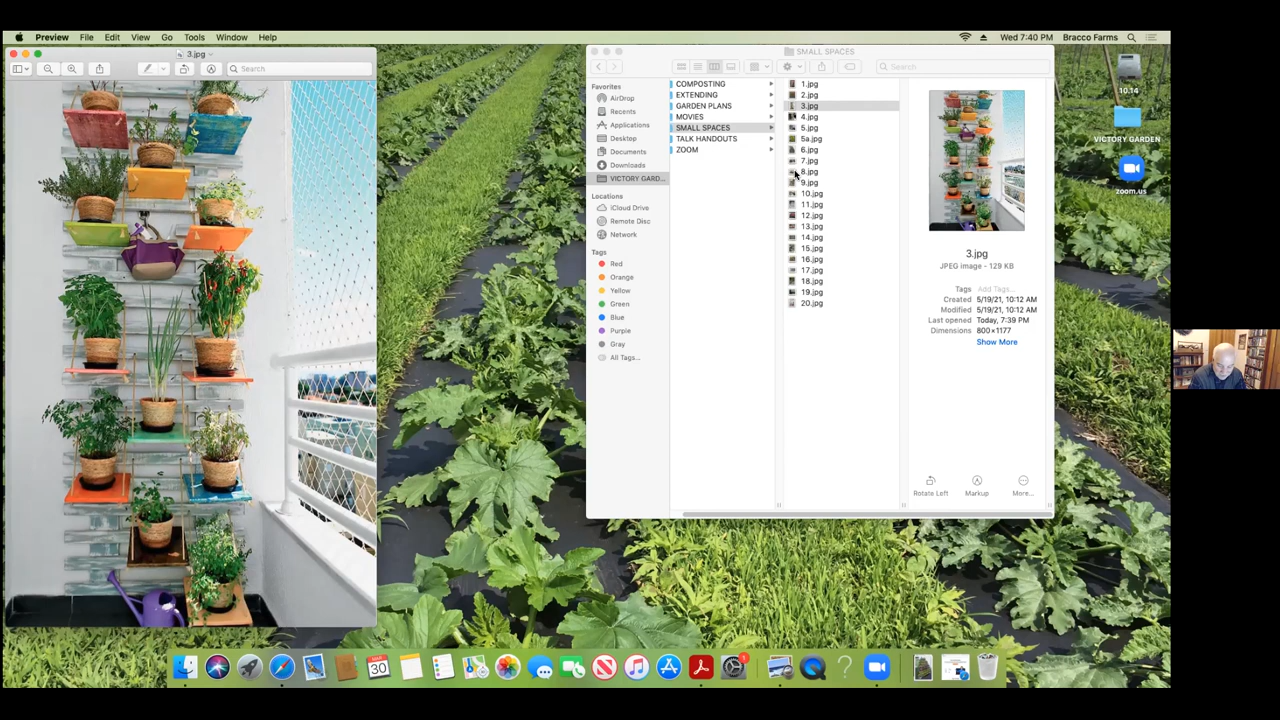 Preview File Edit View Go Tools Window Help
Wed 7:40 PM Bracco Farms
3.jpg
Search
SMALL SPACES
Search
Favorites
AirDrop
Recents
Applications
Desktop
Documents
Downloads
VICTORY GARD...
Locations
iCloud Drive
Remote Disc
Network
Tags
Red
Orange
Yellow
Green
Blue
Purple
Gray
All Tags...
COMPOSTING
EXTENDING
GARDEN PLANS
MOVIES
SMALL SPACES
TALK HANDOUTS
ZOOM
1.jpg
2.jpg
3.jpg
4.jpg
5.jpg
5a.jpg
6.jpg
7.jpg
8.jpg
9.jpg
10.jpg
11.jpg
12.jpg
13.jpg
14.jpg
15.jpg
16.jpg
17.jpg
18.jpg
19.jpg
20.jpg
3.jpg
JPEG image - 129 KB
Tags Add Tags...
Created 5/19/21, 10:12 AM
Modified 5/19/21, 10:12 AM
Last opened Today, 7:39 PM
Dimensions 800×1177
Show More
Rotate Left
Markup
More...
10.14
VICTORY GARDEN
zoom.us
30